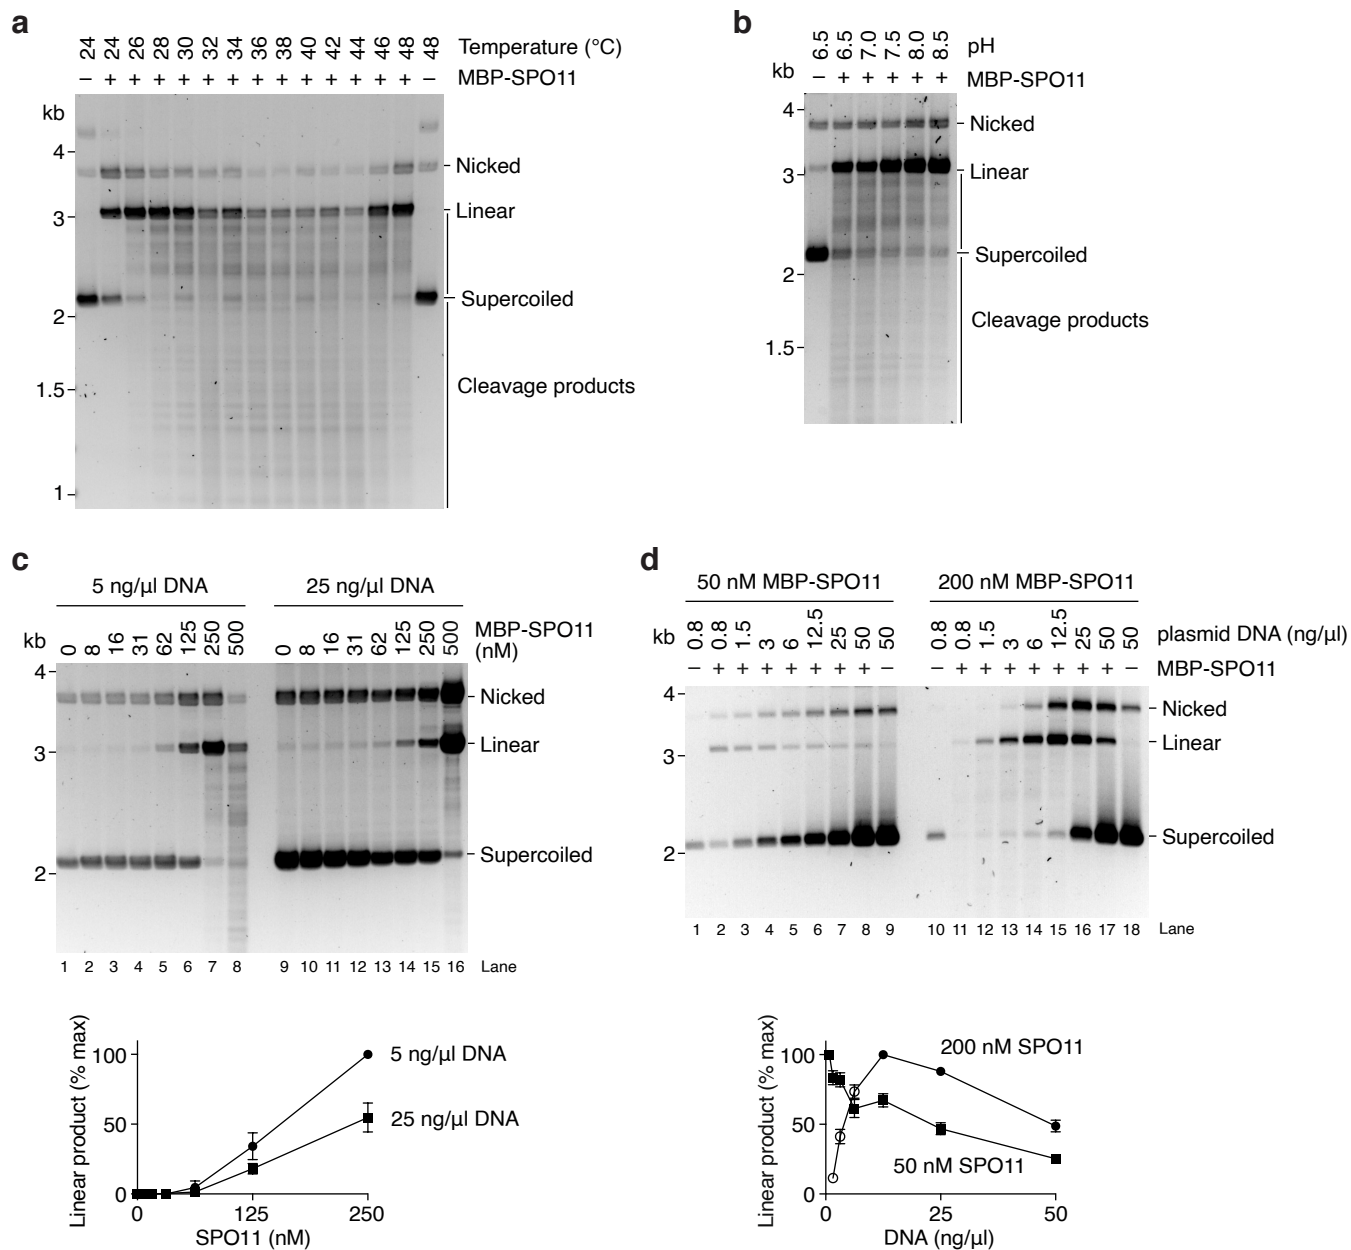 a
24 24 26 28 30 32 34 36 38 40 42 44 46 48 48 Temperature (°C)
– + + + + + + + + + + + + + – MBP-SPO11
kb
4
3
2
1.5
1
Nicked
Linear
Supercoiled
Cleavage products
b
6.5 6.5 7.0 7.5 8.0 8.5 pH
– + + + + + MBP-SPO11
kb
4
3
2
1.5
Nicked
Linear
Supercoiled
Cleavage products
c
5 ng/µl DNA 25 ng/µl DNA
0 8 16 31 62 125 250 500 0 8 16 31 62 125 250 500 MBP-SPO11
(nM)
kb
4
3
2
Nicked
Linear
Supercoiled
1 2 3 4 5 6 7 8 9 10 11 12 13 14 15 16 Lane
Linear product (% max)
100
50
0
0 125 250
SPO11 (nM)
5 ng/µl DNA
25 ng/µl DNA
d
50 nM MBP-SPO11 200 nM MBP-SPO11
0.8 0.8 1.5 3 6 12.5 25 50 50 0.8 0.8 1.5 3 6 12.5 25 50 50 plasmid DNA (ng/µl)
– + + + + + + + – – + + + + + + + – MBP-SPO11
kb
4
3
2
Nicked
Linear
Supercoiled
1 2 3 4 5 6 7 8 9 10 11 12 13 14 15 16 17 18 Lane
Linear product (% max)
100
50
0
0 25 50
DNA (ng/µl)
200 nM SPO11
50 nM SPO11